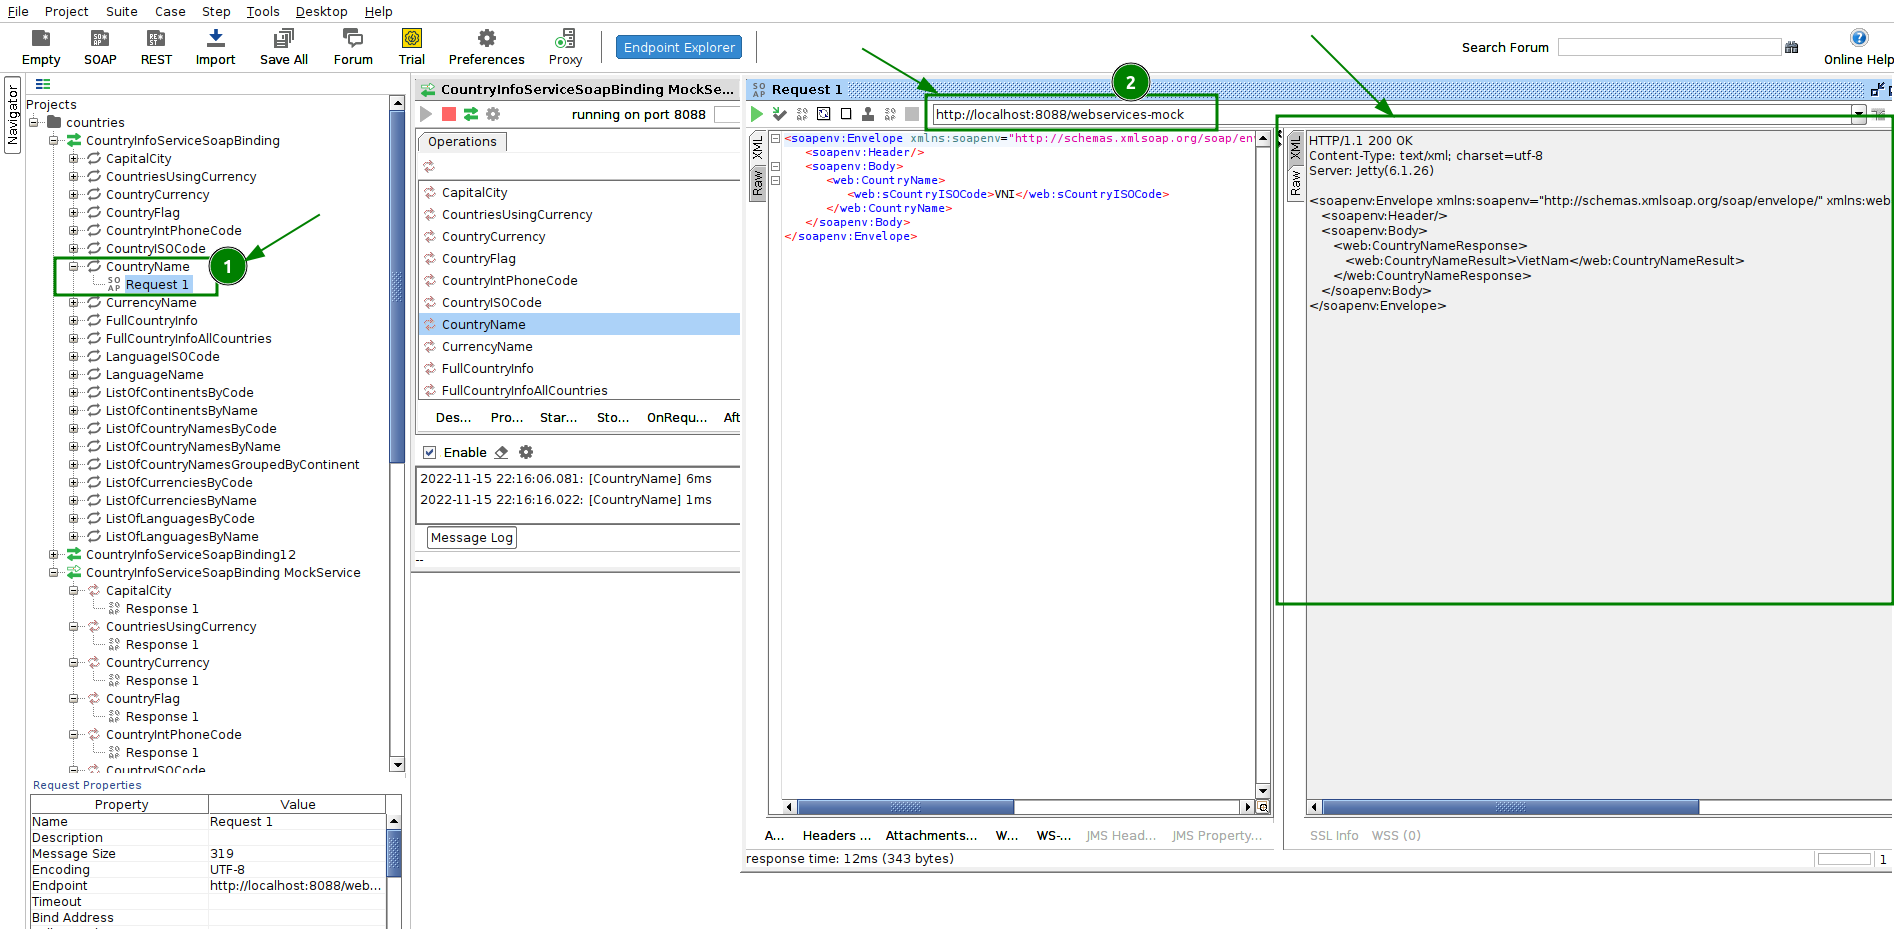 File Project Suite Case Step Tools Desktop Help
Empty SOAP REST Import Save All Forum Trial Preferences Proxy
Endpoint Explorer
Search Forum
Online Help
Navigator
Projects
countries
CountryInfoServiceSoapBinding
CapitalCity
CountriesUsingCurrency
CountryCurrency
CountryFlag
CountryIntPhoneCode
CountryISOCode
CountryName
1
Request 1
CurrencyName
FullCountryInfo
FullCountryInfoAllCountries
LanguageISOCode
LanguageName
ListOfContinentsByCode
ListOfContinentsByName
ListOfCountryNamesByCode
ListOfCountryNamesByName
ListOfCountryNamesGroupedByContinent
ListOfCurrenciesByCode
ListOfCurrenciesByName
ListOfLanguagesByCode
ListOfLanguagesByName
CountryInfoServiceSoapBinding12
CountryInfoServiceSoapBinding MockService
CapitalCity
Response 1
CountriesUsingCurrency
Response 1
CountryCurrency
Response 1
CountryFlag
Response 1
CountryIntPhoneCode
Response 1
CountryISOCode
Request Properties
Property Value
Name Request 1
Description
Message Size 319
Encoding UTF-8
Endpoint http://localhost:8088/web...
Timeout
Bind Address
CountryInfoServiceSoapBinding MockSe...
running on port 8088
Operations
CapitalCity
CountriesUsingCurrency
CountryCurrency
CountryFlag
CountryIntPhoneCode
CountryISOCode
CountryName
CurrencyName
FullCountryInfo
FullCountryInfoAllCountries
Des... Pro... Star... Sto... OnRequ... Aft
Enable
2022-11-15 22:16:06.081: [CountryName] 6ms
2022-11-15 22:16:16.022: [CountryName] 1ms
Message Log
--
Request 1
2
http://localhost:8088/webservices-mock
XML
Raw
<soapenv:Envelope xmlns:soapenv="http://schemas.xmlsoap.org/soap/en
<soapenv:Header/>
<soapenv:Body>
<web:CountryName>
<web:sCountryISOCode>VNI</web:sCountryISOCode>
</web:CountryName>
</soapenv:Body>
</soapenv:Envelope>
A... Headers ... Attachments... W... WS-... JMS Head... JMS Property...
response time: 12ms (343 bytes)
XML
Raw
HTTP/1.1 200 OK
Content-Type: text/xml; charset=utf-8
Server: Jetty(6.1.26)
<soapenv:Envelope xmlns:soapenv="http://schemas.xmlsoap.org/soap/envelope/" xmlns:web
<soapenv:Header/>
<soapenv:Body>
<web:CountryNameResponse>
<web:CountryNameResult>VietNam</web:CountryNameResult>
</web:CountryNameResponse>
</soapenv:Body>
</soapenv:Envelope>
SSL Info WSS (0)
1